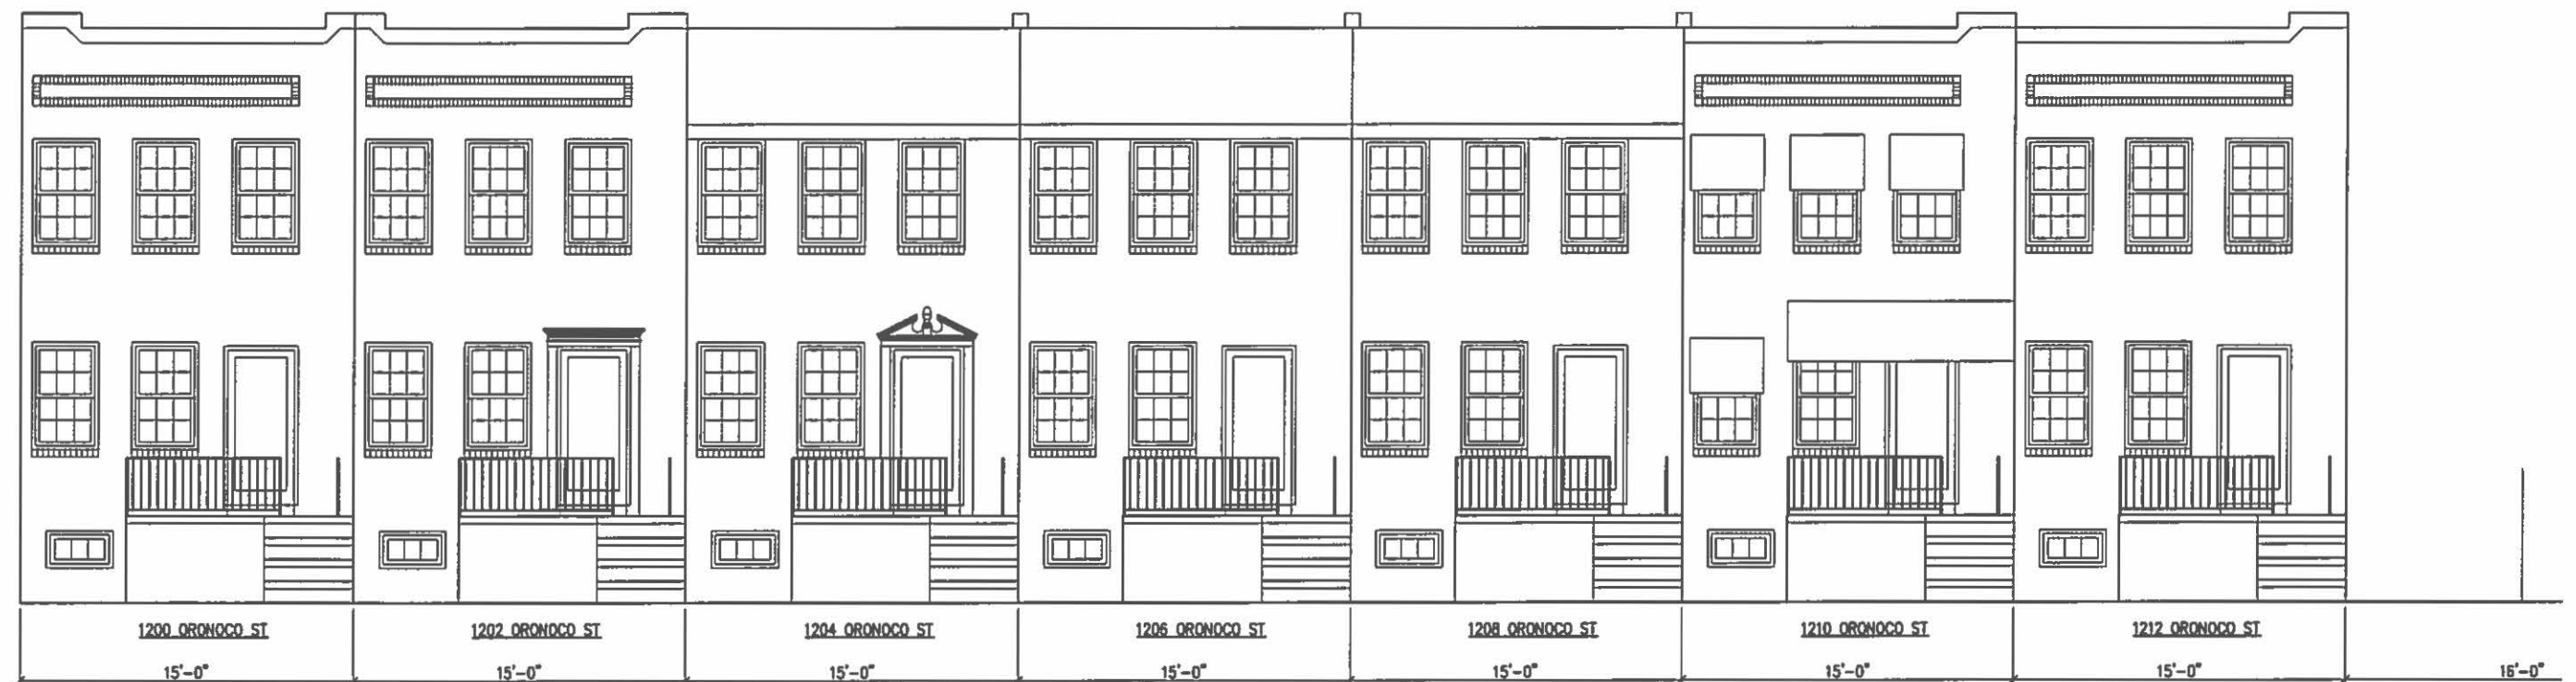 1200 ORONOCO ST
1202 ORONOCO ST
1204 ORONOCO ST
1206 ORONOCO ST
1208 ORONOCO ST
1210 ORONOCO ST
1212 ORONOCO ST
15'-0"
15'-0"
15'-0"
15'-0"
15'-0"
15'-0"
15'-0"
16'-0"